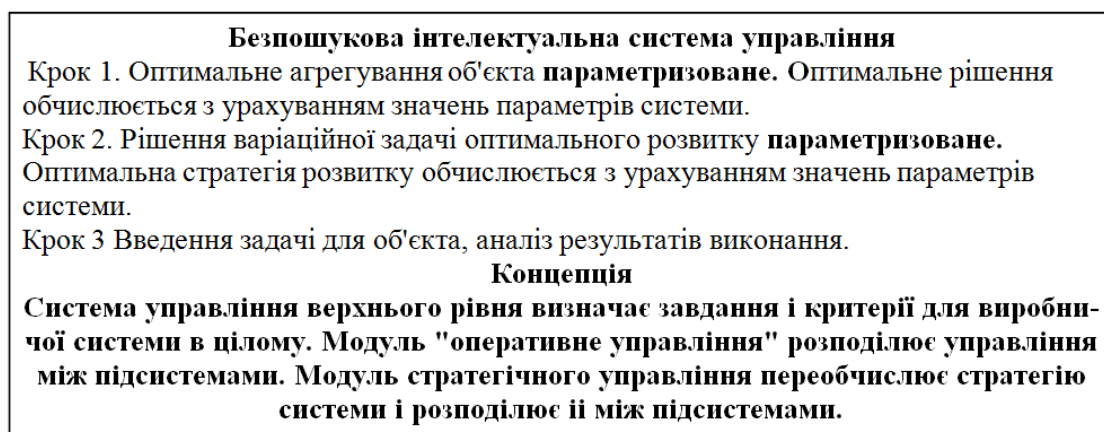 Безпошукова інтелектуальна система управління
Крок 1. Оптимальне агрегування об'єкта параметризоване. Оптимальне рішення
обчислюється з урахуванням значень параметрів системи.
Крок 2. Рішення варіаційної задачі оптимального розвитку параметризоване.
Оптимальна стратегія розвитку обчислюється з урахуванням значень параметрів
системи.
Крок 3 Введення задачі для об'єкта, аналіз результатів виконання.
Концепція
Система управління верхнього рівня визначає завдання і критерії для виробни-
чої системи в цілому. Модуль "оперативне управління" розподілює управління
між підсистемами. Модуль стратегічного управління переобчислює стратегію
системи і розподілює іі між підсистемами.